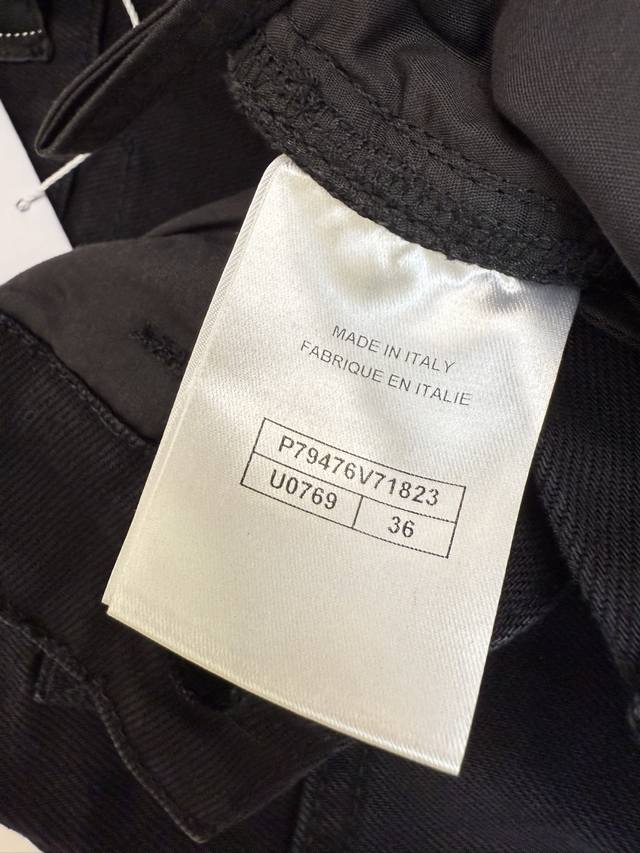 MADE IN ITALY
FABRIQUE EN ITALIE
P79476V71823
U0769 36